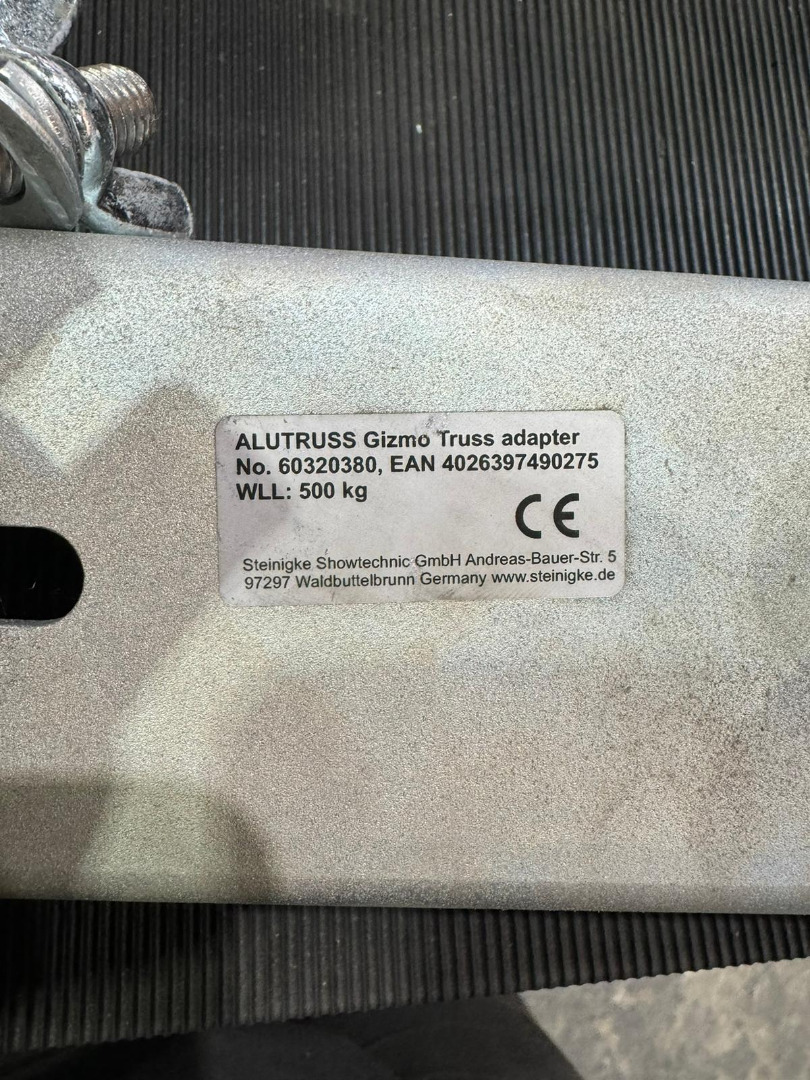 ALUTRUSS Gizmo Truss adapter
No. 60320380, EAN 4026397490275
WLL: 500 kg
CE
Steinigke Showtechnic GmbH Andreas-Bauer-Str. 5
97297 Waldbuttelbrunn Germany www.steinigke.de